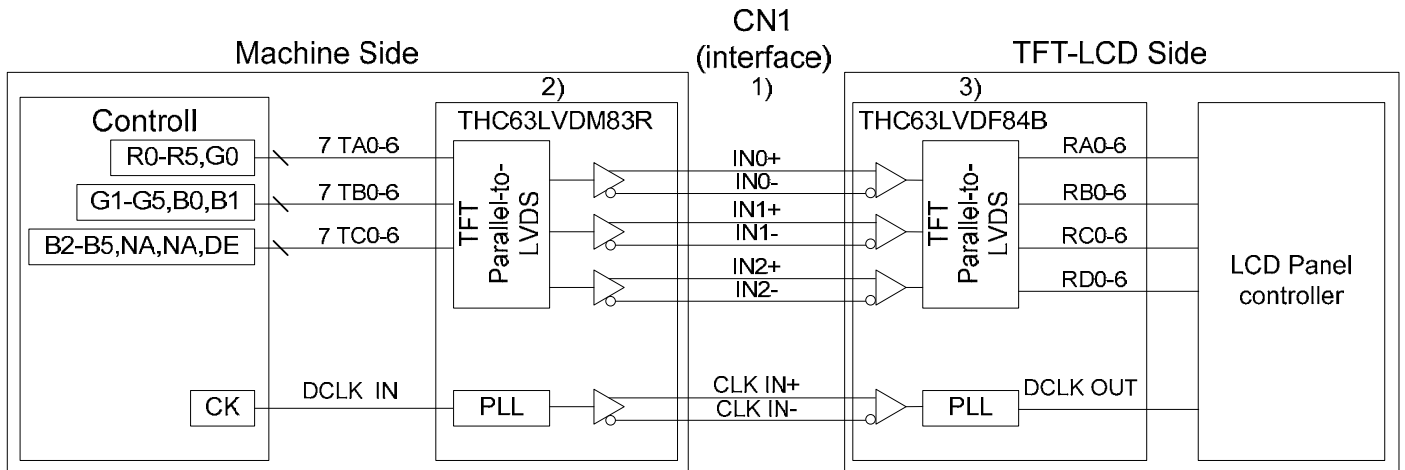 CN1
(interface)
1)
Machine Side
TFT-LCD Side
Controll
R0-R5,G0
G1-G5,B0,B1
B2-B5,NA,NA,DE
CK
7 TA0-6
7 TB0-6
7 TC0-6
DCLK IN
2)
THC63LVDM83R
TFT
Parallel-to-
LVDS
PLL
IN0+
IN0-
IN1+
IN1-
IN2+
IN2-
CLK IN+
CLK IN-
3)
THC63LVDF84B
TFT
Parallel-to-
LVDS
PLL
RA0-6
RB0-6
RC0-6
RD0-6
DCLK OUT
LCD Panel
controller